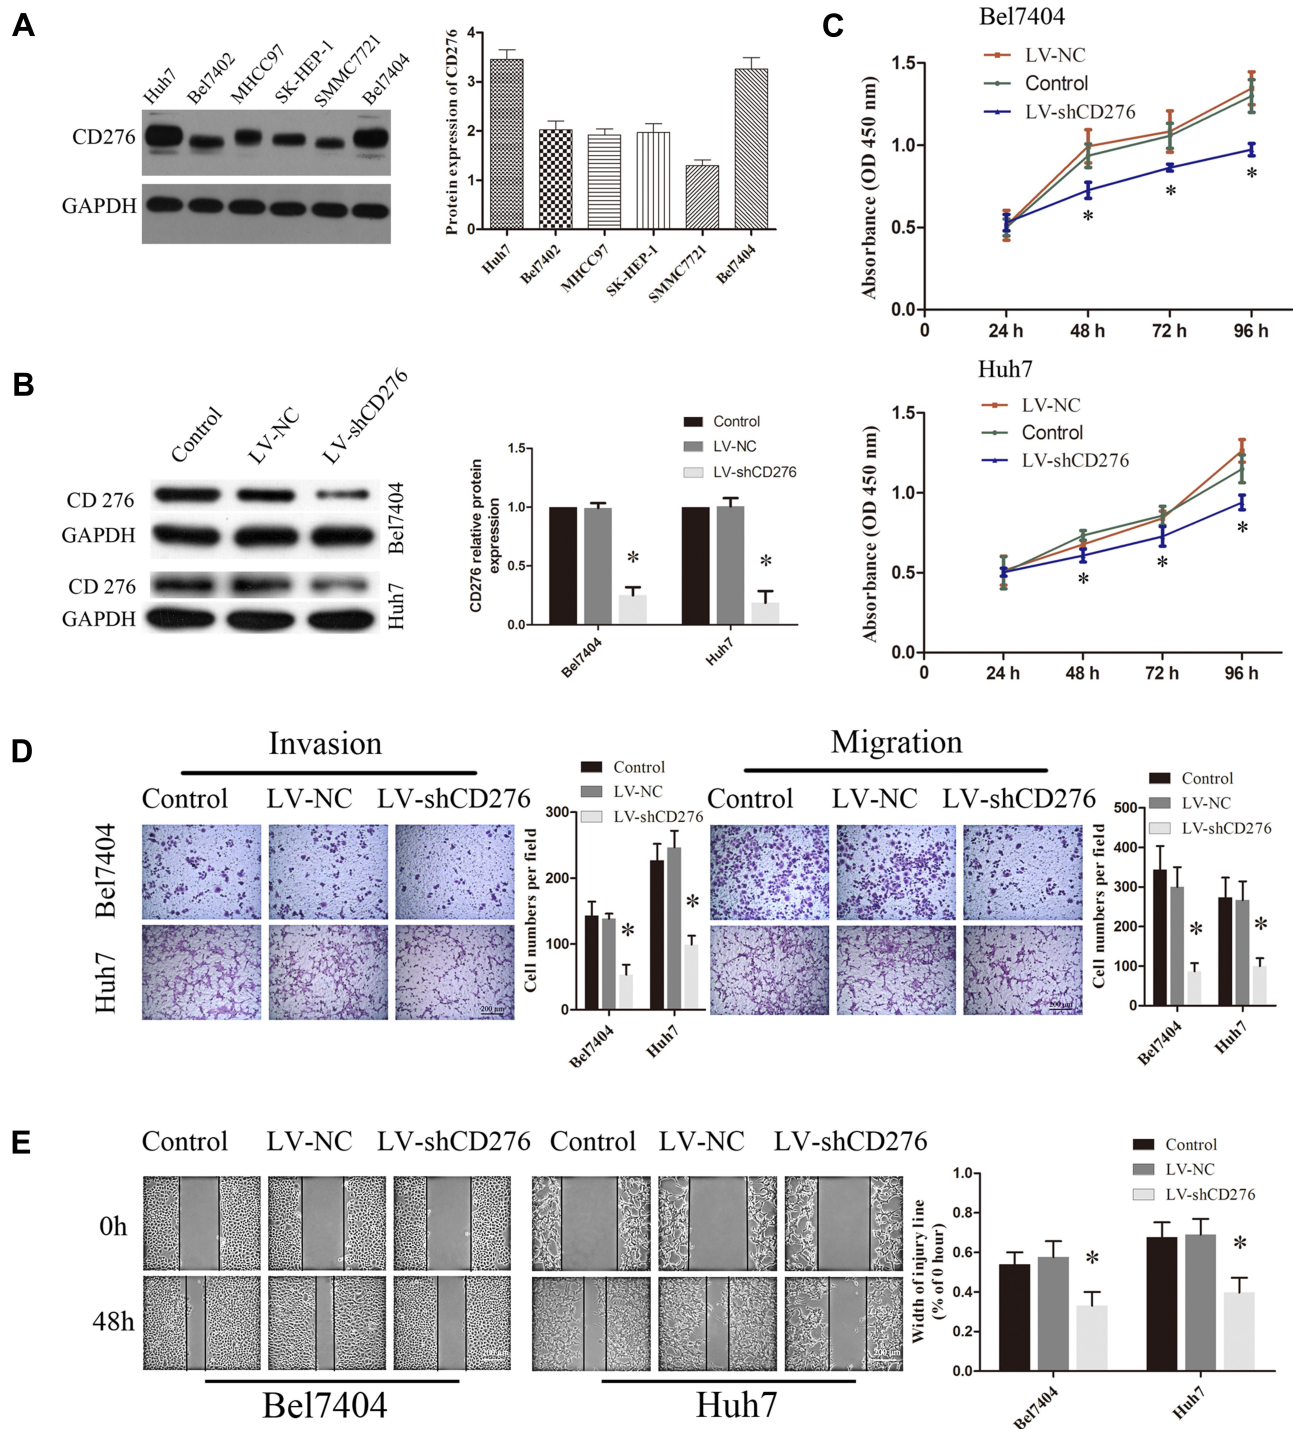 A
Huh7
Bel7402
MHCC97
SK-HEP-1
SMMC7721
Bel7404
CD276
GAPDH
Protein expression of CD276
4
3
2
1
0
Huh7
Bel7402
MHCC97
SK-HEP-1
SMMC7721
Bel7404
B
Control
LV-NC
LV-shCD276
CD 276
GAPDH
Bel7404
CD 276
GAPDH
Huh7
Control
LV-NC
LV-shCD276
CD276 relative protein
expression
1.5
1.0
0.5
0.0
*
*
Bel7404
Huh7
C
Bel7404
LV-NC
Control
LV-shCD276
Absorbance (OD 450 nm)
1.5
1.0
0.5
0.0
*
*
*
0
24 h
48 h
72 h
96 h
Huh7
LV-NC
Control
LV-shCD276
Absorbance (OD 450 nm)
1.5
1.0
0.5
0.0
*
*
*
0
24 h
48 h
72 h
96 h
D
Invasion
Control
LV-NC
LV-shCD276
Bel7404
Huh7
200 μm
Control
LV-NC
LV-shCD276
Cell numbers per field
300
200
100
0
*
*
Bel7404
Huh7
Migration
Control
LV-NC
LV-shCD276
200 μm
Control
LV-NC
LV-shCD276
Cell numbers per field
500
400
300
200
100
0
*
*
Bel7404
Huh7
E
Control
LV-NC
LV-shCD276
Control
LV-NC
LV-shCD276
0h
48h
200 μm
200 μm
Bel7404
Huh7
Control
LV-NC
LV-shCD276
Width of injury line
(% of 0 hour)
1.0
0.8
0.6
0.4
0.2
0.0
*
*
Bel7404
Huh7